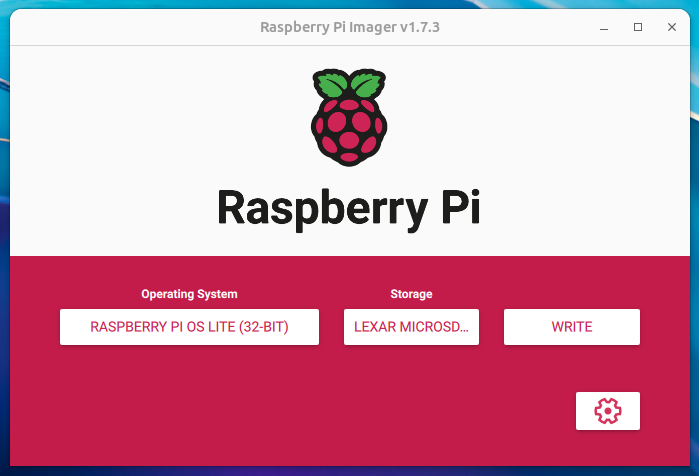 Raspberry Pi Imager v1.7.3
Raspberry Pi
Operating System
Storage
RASPBERRY PI OS LITE (32-BIT)
LEXAR MICROSD...
WRITE